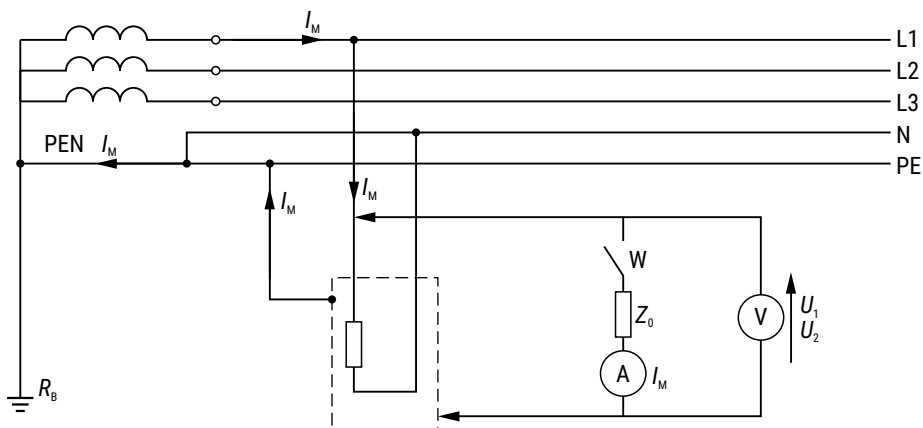 I_M
L1
L2
L3
N
PEN I_M
PE
I_M
I_M
W
Z_0
V
U_1
U_2
A
I_M
R_B